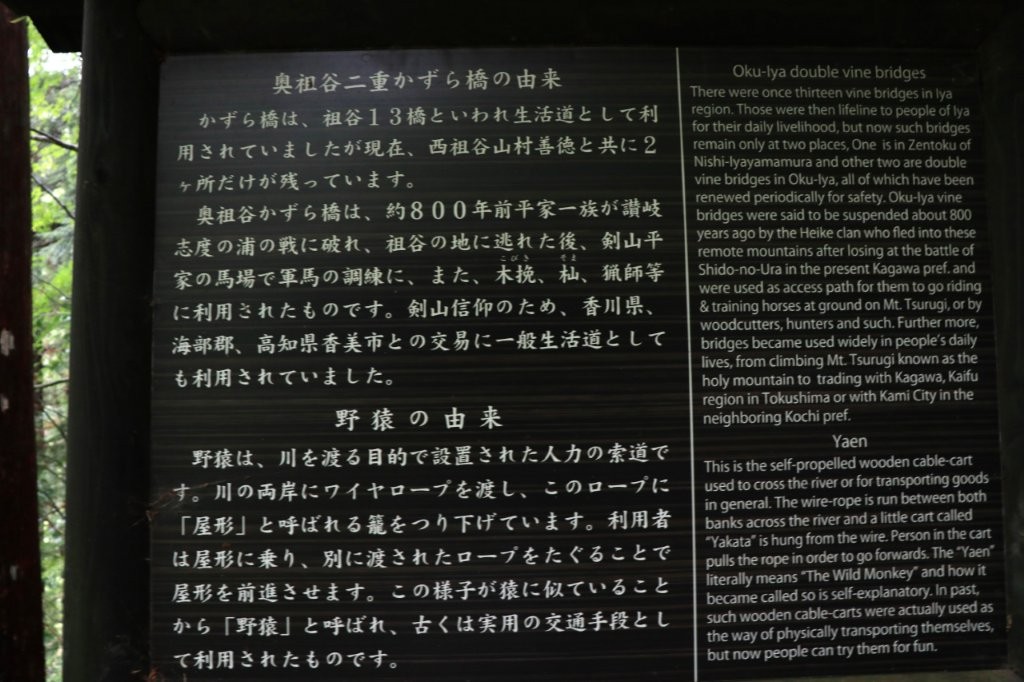 奥祖谷二重かずら橋の由来
かずら橋は、祖谷13橋といわれ生活道として利
用されていましたが現在、西祖谷山村善徳と共に2
ヶ所だけが残っています。
奥祖谷かずら橋は、約800年前平家一族が讃岐
志度の浦の戦に破れ、祖谷の地に逃れた後、剣山平
家の馬場で軍馬の調練に、また、木挽、杣、猟師等
こびき そま
に利用されたものです。剣山信仰のため、香川県、
海部郡、高知県香美市との交易に一般生活道として
も利用されていました。
野猿の由来
野猿は、川を渡る目的で設置された人力の索道で
す。川の両岸にワイヤロープを渡し、このロープに
「屋形」と呼ばれる籠をつり下げています。利用者
は屋形に乗り、別に渡されたロープをたぐることで
屋形を前進させます。この様子が猿に似ていること
から「野猿」と呼ばれ、古くは実用の交通手段とし
て利用されたものです。
Oku-Iya double vine bridges
There were once thirteen vine bridges in Iya
region. Those were then lifeline to people of Iya
for their daily livelihood, but now such bridges
remain only at two places, One is in Zentoku of
Nishi-Iyayamamura and other two are double
vine bridges in Oku-Iya, all of which have been
renewed periodically for safety. Oku-Iya vine
bridges were said to be suspended about 800
years ago by the Heike clan who fled into these
remote mountains after losing at the battle of
Shido-no-Ura in the present Kagawa pref. and
were used as access path for them to go riding
& training horses at ground on Mt. Tsurugi, or by
woodcutters, hunters and such. Further more,
bridges became used widely in people's daily
lives, from climbing Mt. Tsurugi known as the
holy mountain to trading with Kagawa, Kaifu
region in Tokushima or with Kami City in the
neighboring Kochi pref.
Yaen
This is the self-propelled wooden cable-cart
used to cross the river or for transporting goods
in general. The wire-rope is run between both
banks across the river and a little cart called
"Yakata" is hung from the wire. Person in the cart
pulls the rope in order to go forwards. The "Yaen"
literally means "The Wild Monkey" and how it
became called so is self-explanatory. In past,
such wooden cable-carts were actually used as
the way of physically transporting themselves,
but now people can try them for fun.